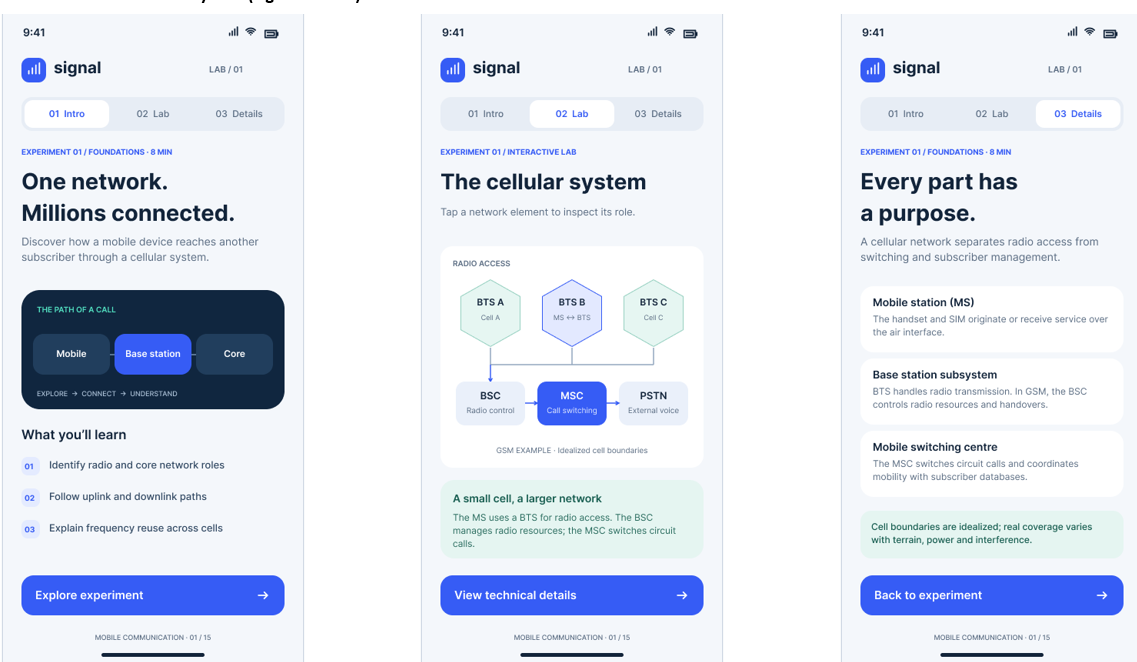 9:41
signal
LAB / 01
01 Intro
02 Lab
03 Details
EXPERIMENT 01 / FOUNDATIONS · 8 MIN
One network.
Millions connected.
Discover how a mobile device reaches another
subscriber through a cellular system.
THE PATH OF A CALL
Mobile
Base station
Core
EXPLORE → CONNECT → UNDERSTAND
What you’ll learn
01 Identify radio and core network roles
02 Follow uplink and downlink paths
03 Explain frequency reuse across cells
Explore experiment →
MOBILE COMMUNICATION · 01 / 15
9:41
signal
LAB / 01
01 Intro
02 Lab
03 Details
EXPERIMENT 01 / INTERACTIVE LAB
The cellular system
Tap a network element to inspect its role.
RADIO ACCESS
BTS A
Cell A
BTS B
MS ↔ BTS
BTS C
Cell C
BSC
Radio control
MSC
Call switching
PSTN
External voice
GSM EXAMPLE · Idealized cell boundaries
A small cell, a larger network
The MS uses a BTS for radio access. The BSC
manages radio resources; the MSC switches circuit
calls.
View technical details →
MOBILE COMMUNICATION · 01 / 15
9:41
signal
LAB / 01
01 Intro
02 Lab
03 Details
EXPERIMENT 01 / FOUNDATIONS · 8 MIN
Every part has
a purpose.
A cellular network separates radio access from
switching and subscriber management.
Mobile station (MS)
The handset and SIM originate or receive service over
the air interface.
Base station subsystem
BTS handles radio transmission. In GSM, the BSC
controls radio resources and handovers.
Mobile switching centre
The MSC switches circuit calls and coordinates
mobility with subscriber databases.
Cell boundaries are idealized; real coverage varies
with terrain, power and interference.
Back to experiment →
MOBILE COMMUNICATION · 01 / 15